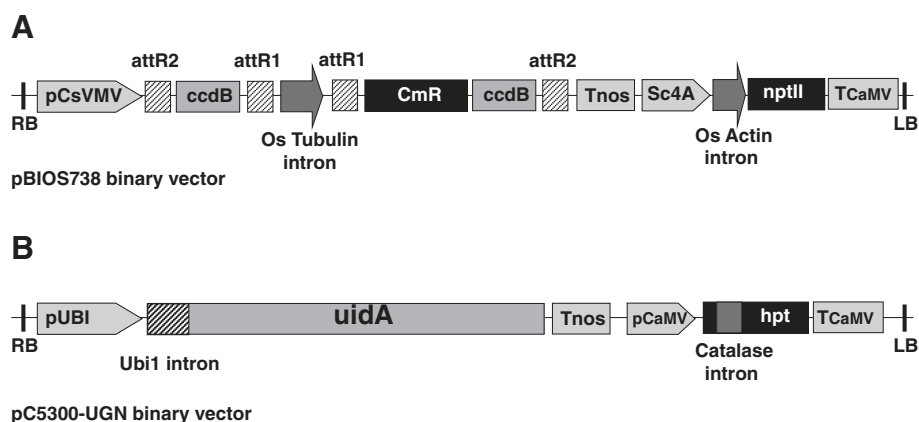 A
attR2 attR1 attR1 attR2
pCsVMV ccdB CmR ccdB Tnos Sc4A nptII TCaMV
RB Os Tubulin intron Os Actin intron LB
pBIOS738 binary vector
B
pUBI uidA Tnos pCaMV hpt TCaMV
RB Ubi1 intron Catalase intron LB
pC5300-UGN binary vector